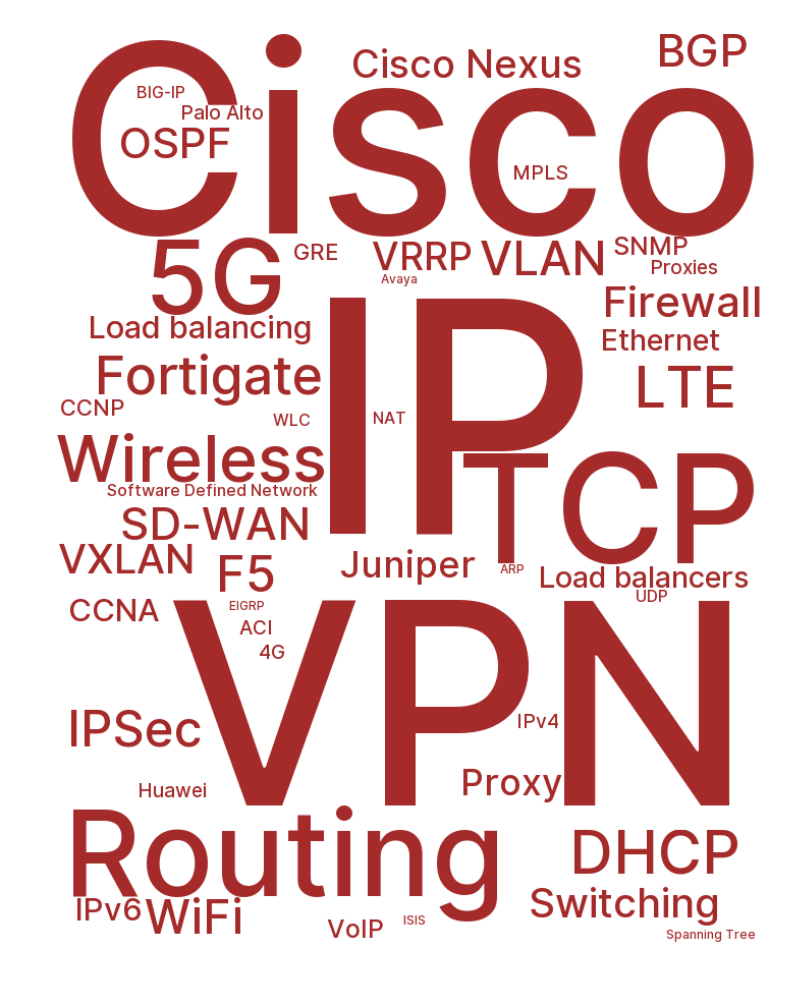 Cisco
Cisco Nexus
BGP
BIG-IP
Palo Alto
OSPF
MPLS
5G
GRE
VRRP
VLAN
SNMP
Avaya
Proxies
Load balancing
Firewall
Ethernet
IP
Fortigate
LTE
CCNP
WLC
NAT
Wireless
TCP
Software Defined Network
SD-WAN
VXLAN
F5
Juniper
ARP
Load balancers
UDP
CCNA
EIGRP
ACI
4G
VPN
IPSec
IPv4
Huawei
Proxy
Routing
DHCP
IPv6
WiFi
VoIP
ISIS
Switching
Spanning Tree